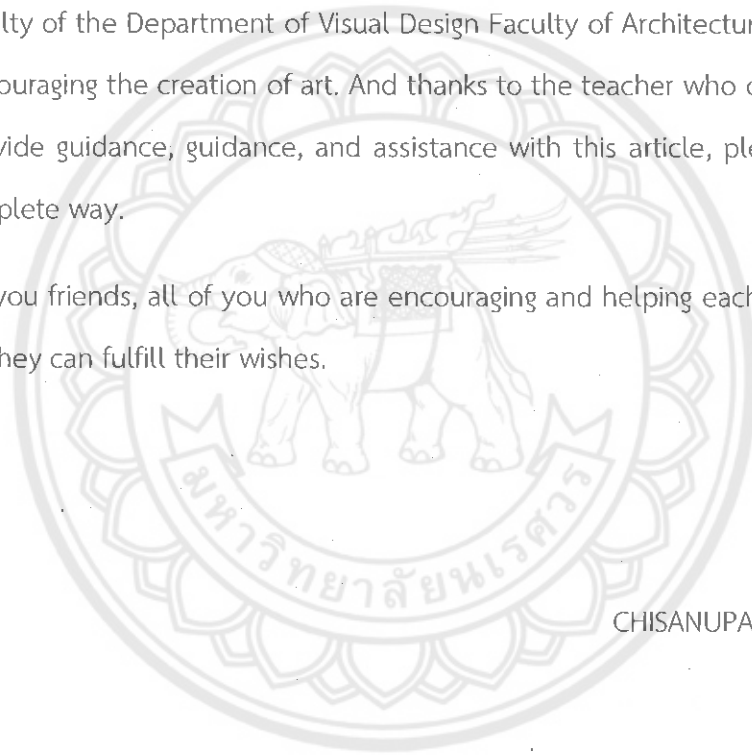 lty of the Department of Visual Design Faculty of Architectur
ouraging the creation of art. And thanks to the teacher who
vide guidance, guidance, and assistance with this article, ple
plete way.
you friends, all of you who are encouraging and helping each
hey can fulfill their wishes.
มหาวิทยาลัยนเรศวร
CHISANUPA